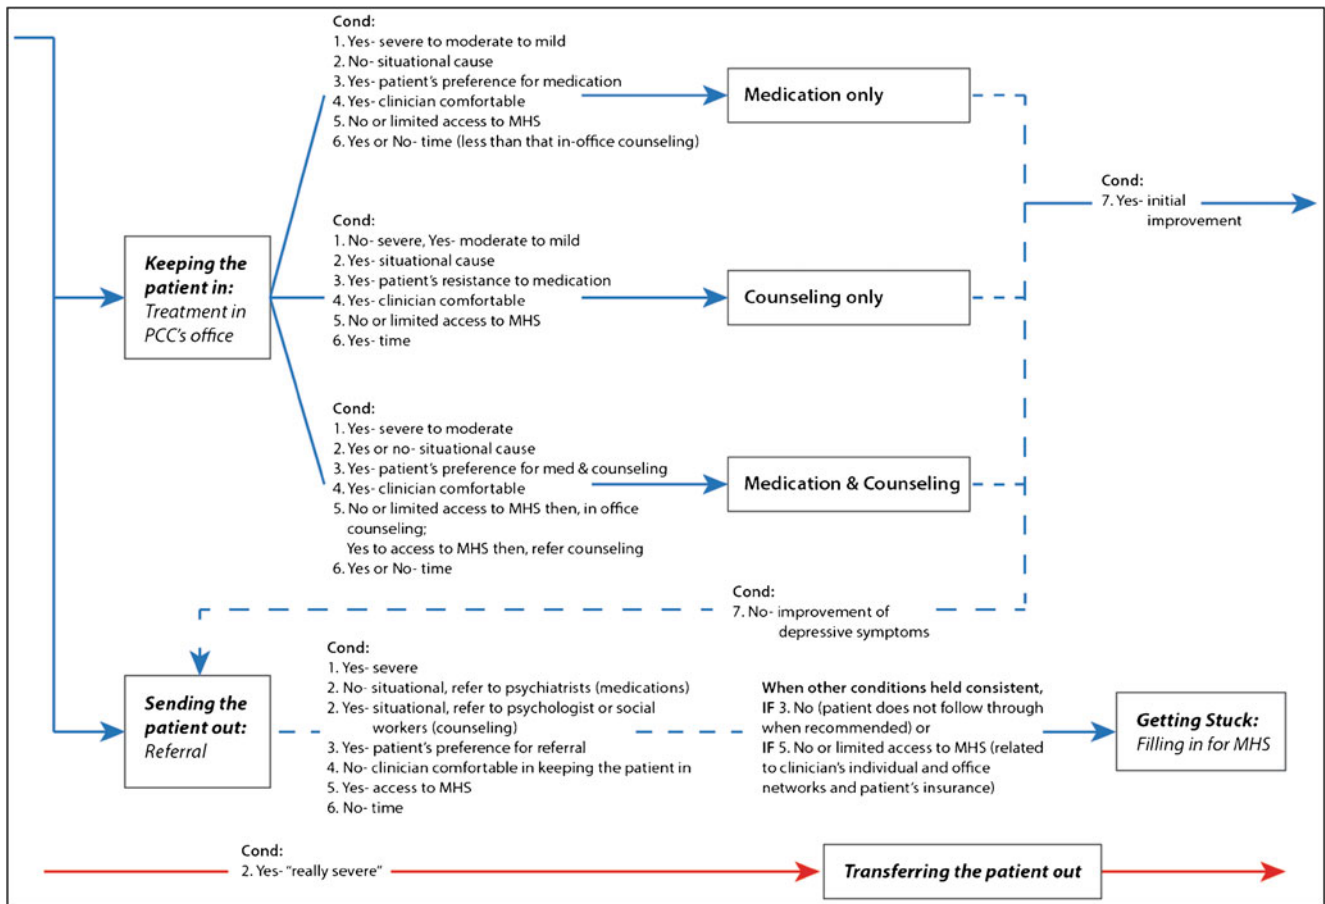 Cond:
1. Yes- severe to moderate to mild
2. No- situational cause
3. Yes- patient's preference for medication
4. Yes- clinician comfortable
5. No or limited access to MHS
6. Yes or No- time (less than that in-office counseling)
Medication only
Cond:
7. Yes- initial
improvement
Keeping the
patient in:
Treatment in
PCC's office
Cond:
1. No- severe, Yes- moderate to mild
2. Yes- situational cause
3. Yes- patient's resistance to medication
4. Yes- clinician comfortable
5. No or limited access to MHS
6. Yes- time
Counseling only
Cond:
1. Yes- severe to moderate
2. Yes or no- situational cause
3. Yes- patient's preference for med & counseling
4. Yes- clinician comfortable
5. No or limited access to MHS then, in office
counseling;
Yes to access to MHS then, refer counseling
6. Yes or No- time
Medication & Counseling
Cond:
7. No- improvement of
depressive symptoms
Sending the
patient out:
Referral
Cond:
1. Yes- severe
2. No- situational, refer to psychiatrists (medications)
2. Yes- situational, refer to psychologist or social
workers (counseling)
3. Yes- patient's preference for referral
4. No- clinician comfortable in keeping the patient in
5. Yes- access to MHS
6. No- time
When other conditions held consistent,
IF 3. No (patient does not follow through
when recommended) or
IF 5. No or limited access to MHS (related
to clinician's individual and office
networks and patient's insurance)
Getting Stuck:
Filling in for MHS
Cond:
2. Yes- "really severe"
Transferring the patient out